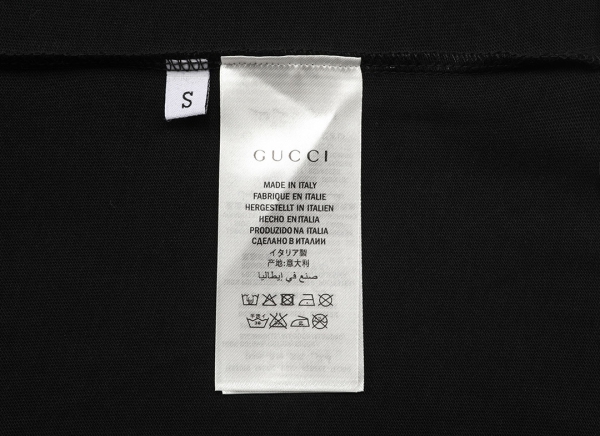 S
GUCCI
MADE IN ITALY
FABRIQUE EN ITALIE
HERGESTELLT IN ITALIEN
HECHO EN ITALIA
PRODUZIDO NA ITALIA
СДЕЛАНО В ИТАЛИИ
イタリア製
产地:意大利
صنع في إيطاليا